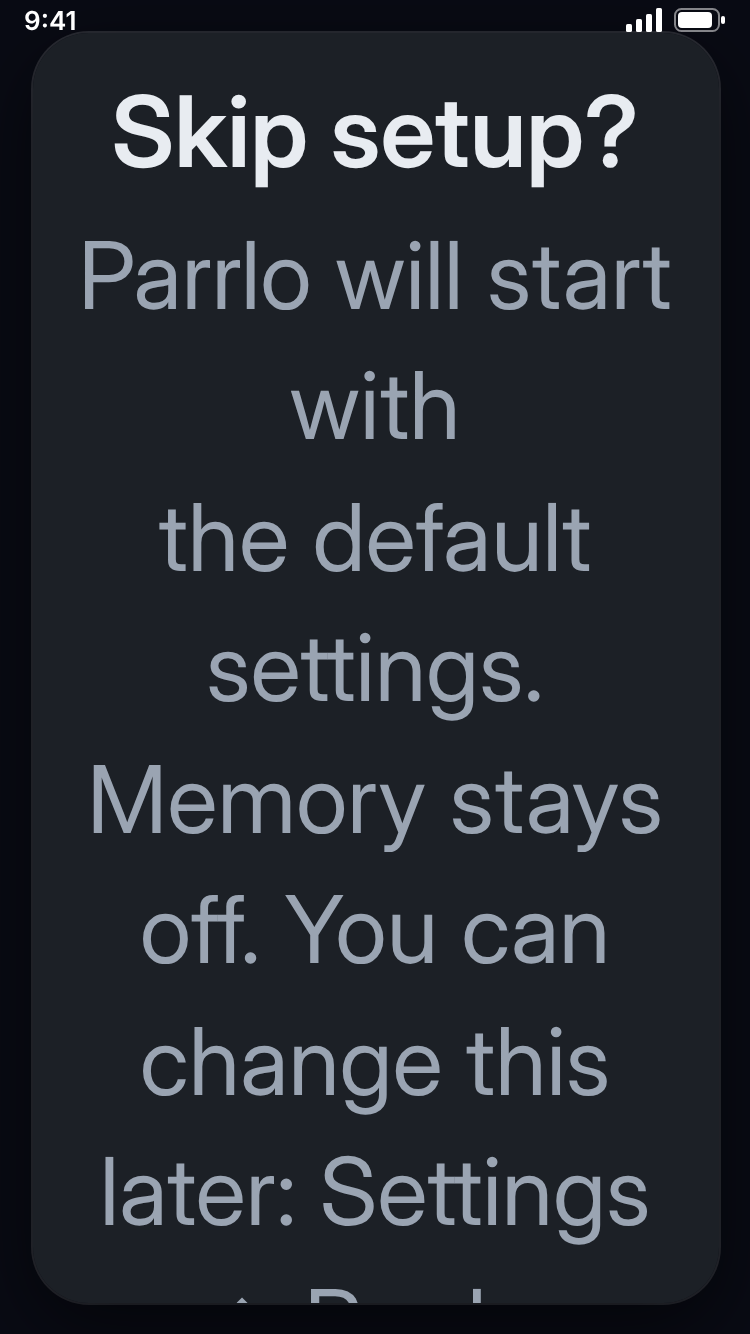 9:41
Skip setup?
Parrlo will start
with
the default
settings.
Memory stays
off. You can
change this
later: Settings